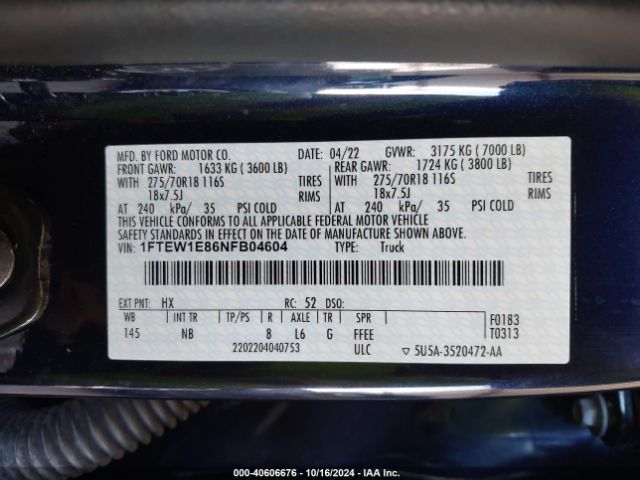 MFD. BY FORD MOTOR CO. DATE: 04/22 GVWR: 3175 KG ( 7000 LB)
FRONT GAWR: 1633 KG ( 3600 LB) REAR GAWR: 1724 KG ( 3800 LB)
WITH 275/70R18 116S TIRES WITH 275/70R18 116S TIRES
18x7.5J RIMS 18x7.5J RIMS
AT 240 kPa/ 35 PSI COLD AT 240 kPa/ 35 PSI COLD
THIS VEHICLE CONFORMS TO ALL APPLICABLE FEDERAL MOTOR VEHICLE
SAFETY STANDARDS IN EFFECT ON THE DATE OF MANUFACTURE SHOWN ABOVE.
VIN: 1FTEW1E86NFB04604 TYPE: Truck
EXT PNT: HX RC: 52 DSO:
WB INT TR TP/PS R AXLE TR SPR F0183
145 NB 8 L6 G FFEE T0313
2202204040753 ULC ▽ 5U5A-3520472-AA
000-40606676 | 10/16/2024 | IAA Inc.